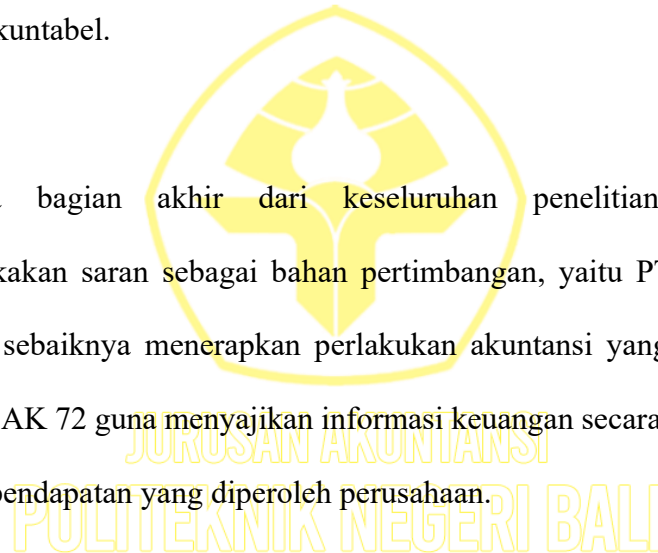 kuntabel.
bagian akhir dari keseluruhan penelitian
kakan saran sebagai bahan pertimbangan, yaitu PT
sebaiknya menerapkan perlakukan akuntansi yang
AK 72 guna menyajikan informasi keuangan secara
JURUSAN AKUNTANSI
pendapatan yang diperoleh perusahaan.
POLITEKNIK NEGERI BALI